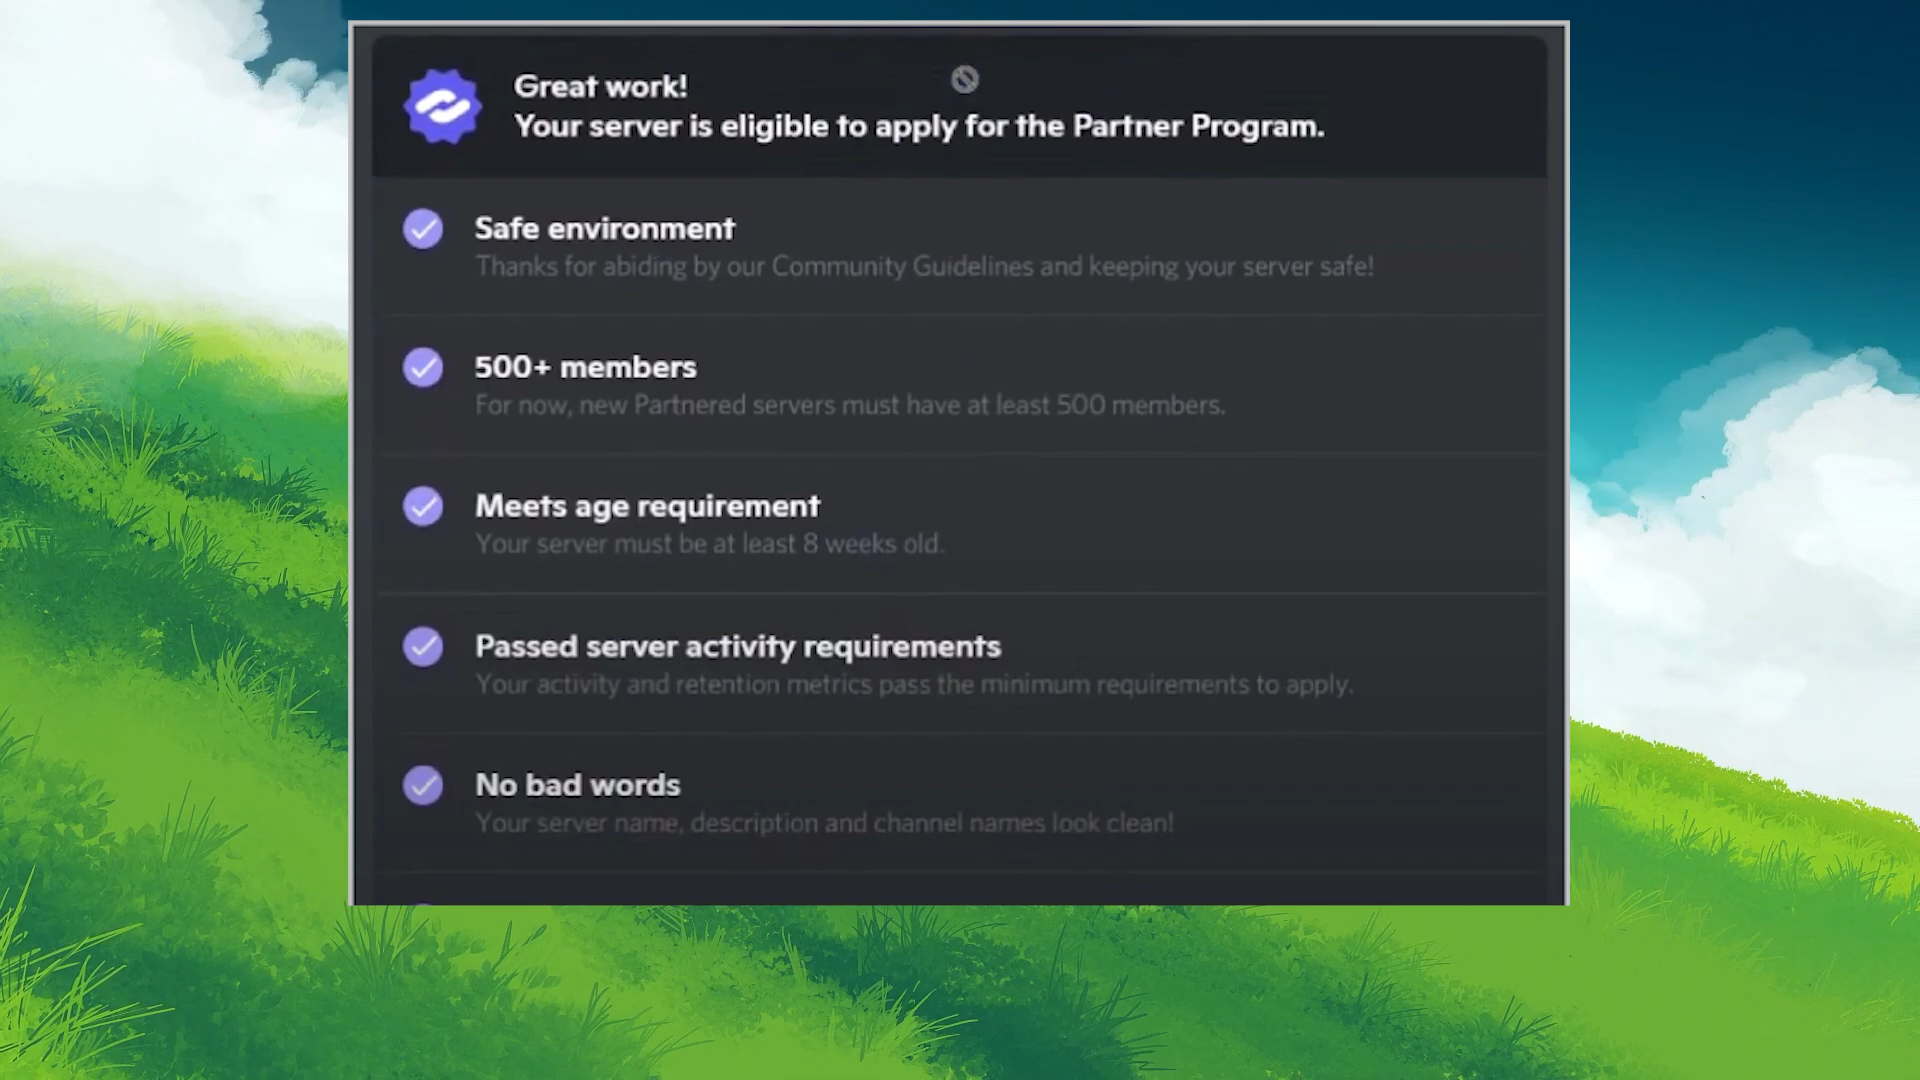 Great work!
Your server is eligible to apply for the Partner Program.
Safe environment
Thanks for abiding by our Community Guidelines and keeping your server safe!
500+ members
For now, new Partnered servers must have at least 500 members.
Meets age requirement
Your server must be at least 8 weeks old.
Passed server activity requirements
Your activity and retention metrics pass the minimum requirements to apply.
No bad words
Your server name, description and channel names look clean!